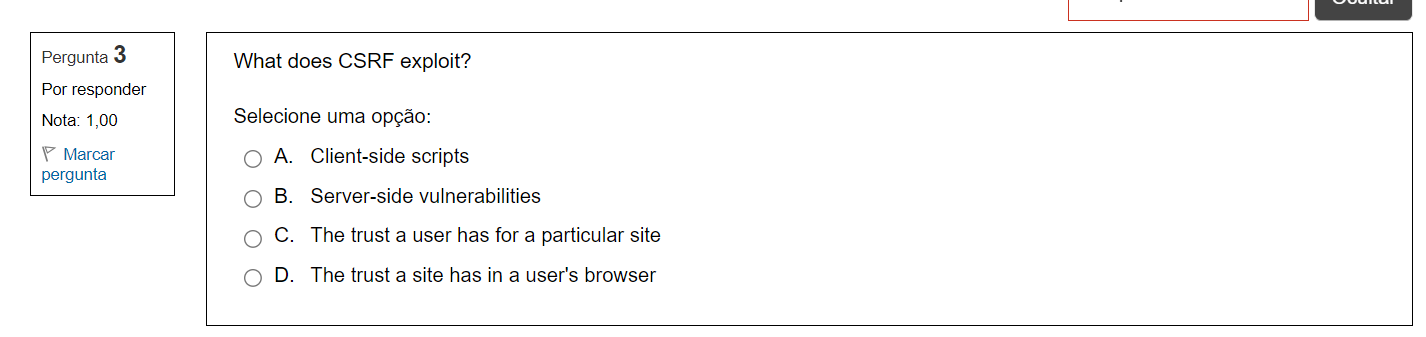 Ocultar
Pergunta 3
Por responder
Nota: 1,00
Marcar
pergunta
What does CSRF exploit?
Selecione uma opção:
A. Client-side scripts
B. Server-side vulnerabilities
C. The trust a user has for a particular site
D. The trust a site has in a user's browser